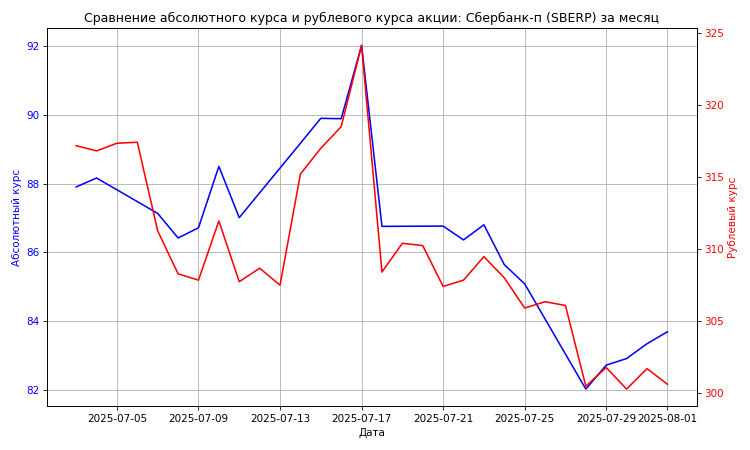 Сравнение абсолютного курса и рублевого курса акции: Сбербанк-п (SBERP) за месяц
Абсолютный курс
92
90
88
86
84
82
325
320
315
310
305
300
Рублевый курс
2025-07-05 2025-07-09 2025-07-13 2025-07-17 2025-07-21 2025-07-25 2025-07-29 2025-08-01
Дата